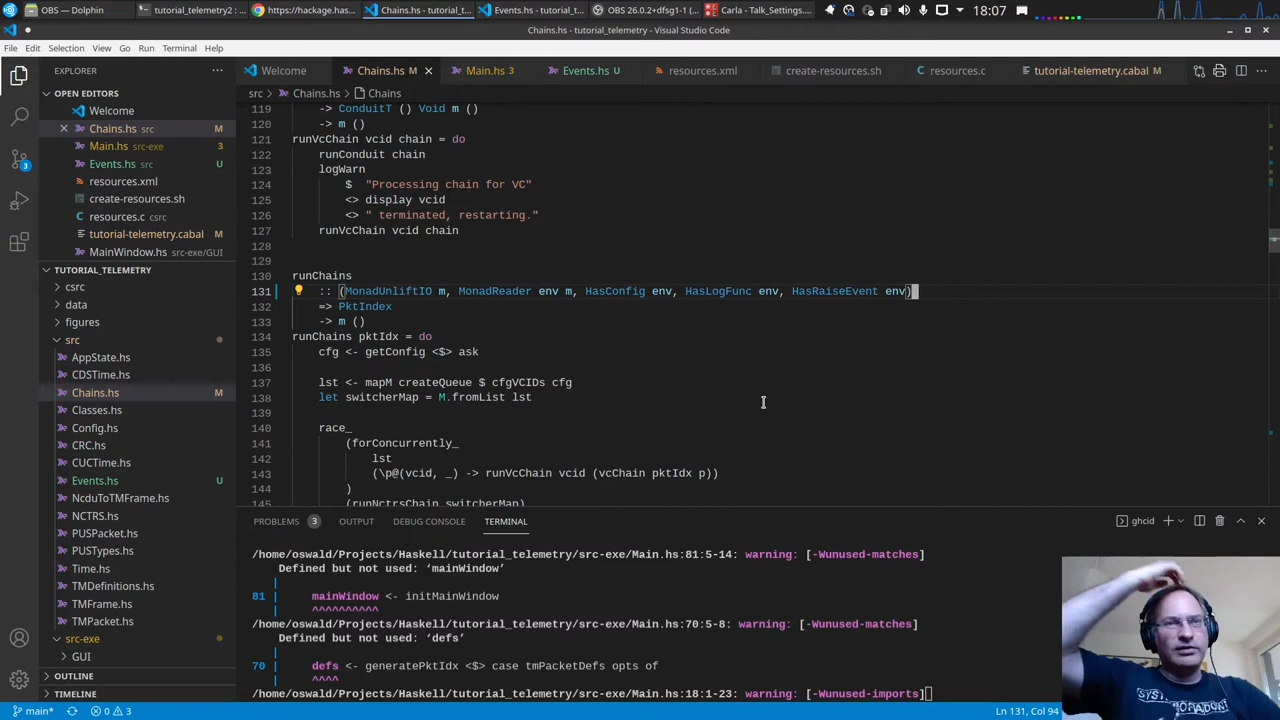 OBS — Dolphin
tutorial_telemetry2 :
https://hackage.has...
Chains.hs - tutorial_t...
Events.hs - tutorial_t...
OBS 26.0.2+dfsg1-1 (
Carla - Talk_Settings....
18:07
Chains.hs - tutorial_telemetry - Visual Studio Code
File Edit Selection View Go Run Terminal Help
EXPLORER
Welcome
Chains.hs M
Main.hs 3
Events.hs U
resources.xml
create-resources.sh
resources.c
tutorial-telemetry.cabal M
src > Chains.hs > Chains
OPEN EDITORS
Welcome
Chains.hs src M
Main.hs src-exe 3
Events.hs src U
resources.xml
create-resources.sh
resources.c csrc
tutorial-telemetry.cabal M
MainWindow.hs src-exe/GUI
TUTORIAL_TELEMETRY
csrc
data
figures
src
AppState.hs
CDSTime.hs
Chains.hs M
Classes.hs
Config.hs
CRC.hs
CUCTime.hs
Events.hs U
NcduToTMFrame.hs
NCTRS.hs
PUSPacket.hs
PUSTypes.hs
Time.hs
TMDefinitions.hs
TMFrame.hs
TMPacket.hs
src-exe
GUI
OUTLINE
TIMELINE
119 -> ConduitT () Void m ()
120 -> m ()
121 runVcChain vcid chain = do
122 runConduit chain
123 logWarn
124 $ "Processing chain for VC"
125 <> display vcid
126 <> " terminated, restarting."
127 runVcChain vcid chain
128
129
130 runChains
131 :: (MonadUnliftIO m, MonadReader env m, HasConfig env, HasLogFunc env, HasRaiseEvent env)
132 => PktIndex
133 -> m ()
134 runChains pktIdx = do
135 cfg <- getConfig <$> ask
136
137 lst <- mapM createQueue $ cfgVCIDs cfg
138 let switcherMap = M.fromList lst
139
140 race_
141 (forConcurrently_
142 lst
143 (\p@(vcid, _) -> runVcChain vcid (vcChain pktIdx p))
144 )
145 (runNctrsChain switcherMap)
PROBLEMS 3 OUTPUT DEBUG CONSOLE TERMINAL
ghcid
/home/oswald/Projects/Haskell/tutorial_telemetry/src-exe/Main.hs:81:5-14: warning: [-Wunused-matches]
Defined but not used: ‘mainWindow’
|
81 | mainWindow <- initMainWindow
| ^^^^^^^^^^
/home/oswald/Projects/Haskell/tutorial_telemetry/src-exe/Main.hs:70:5-8: warning: [-Wunused-matches]
Defined but not used: ‘defs’
|
70 | defs <- generatePktIdx <$> case tmPacketDefs opts of
| ^^^^
/home/oswald/Projects/Haskell/tutorial_telemetry/src-exe/Main.hs:18:1-23: warning: [-Wunused-imports]
main* 0 3
Ln 131, Col 94